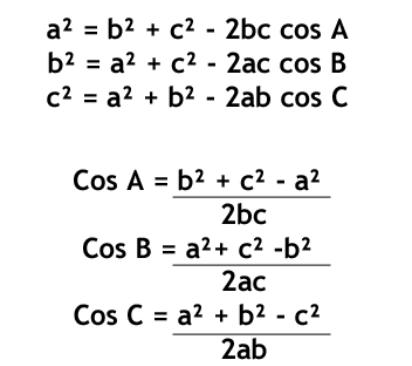 a² = b² + c² - 2bc cos A
b² = a² + c² - 2ac cos B
c² = a² + b² - 2ab cos C
Cos A = b² + c² - a²
2bc
Cos B = a²+ c² -b²
2ac
Cos C = a² + b² - c²
2ab